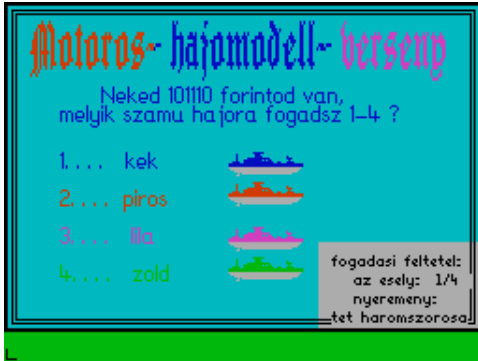 Motoros- hajomodell- verseny
Neked 101110 forintod van,
melyik szamu hajora fogadsz 1-4 ?
1.... kek
2.... piros
3.... lila
4.... zold
fogadasi feltetel:
az esely: 1/4
nyeremeny:
tet haromszorosa